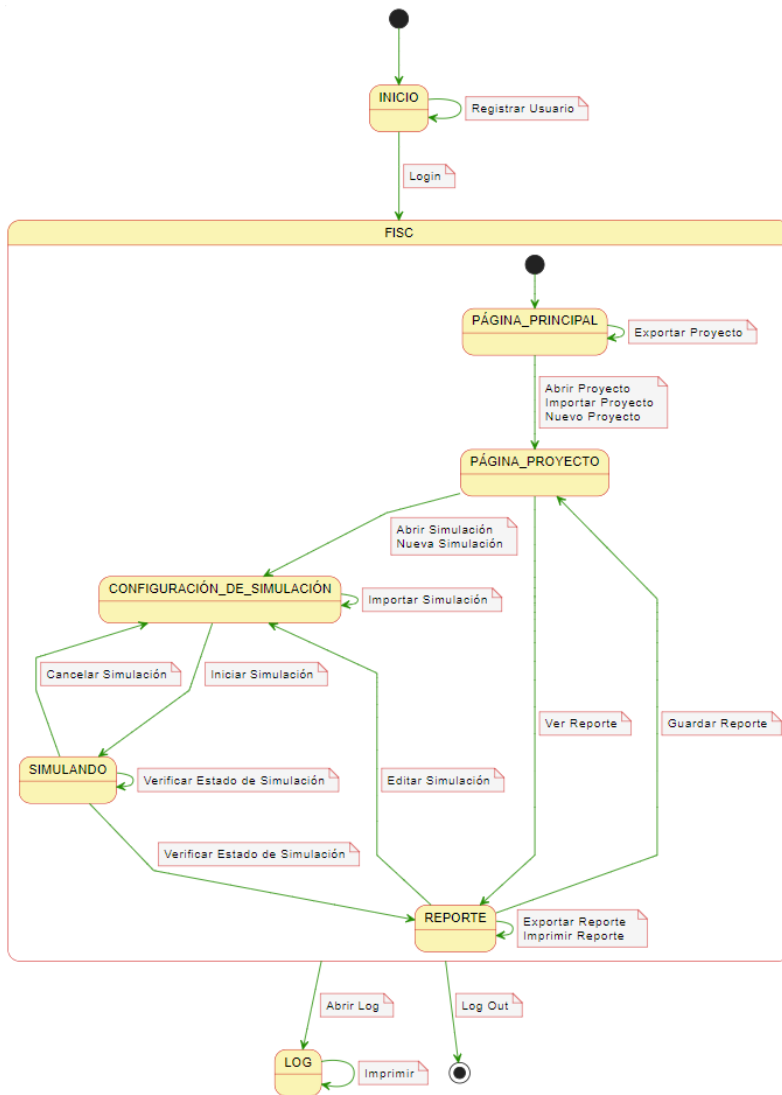 INICIO
Registrar Usuario
Login
FISC
PÁGINA_PRINCIPAL
Exportar Proyecto
Abrir Proyecto
Importar Proyecto
Nuevo Proyecto
PÁGINA_PROYECTO
Abrir Simulación
Nueva Simulación
CONFIGURACIÓN_DE_SIMULACIÓN
Importar Simulación
Cancelar Simulación
Iniciar Simulación
Ver Reporte
Guardar Reporte
SIMULANDO
Verificar Estado de Simulación
Editar Simulación
Verificar Estado de Simulación
REPORTE
Exportar Reporte
Imprimir Reporte
Abrir Log
Log Out
LOG
Imprimir